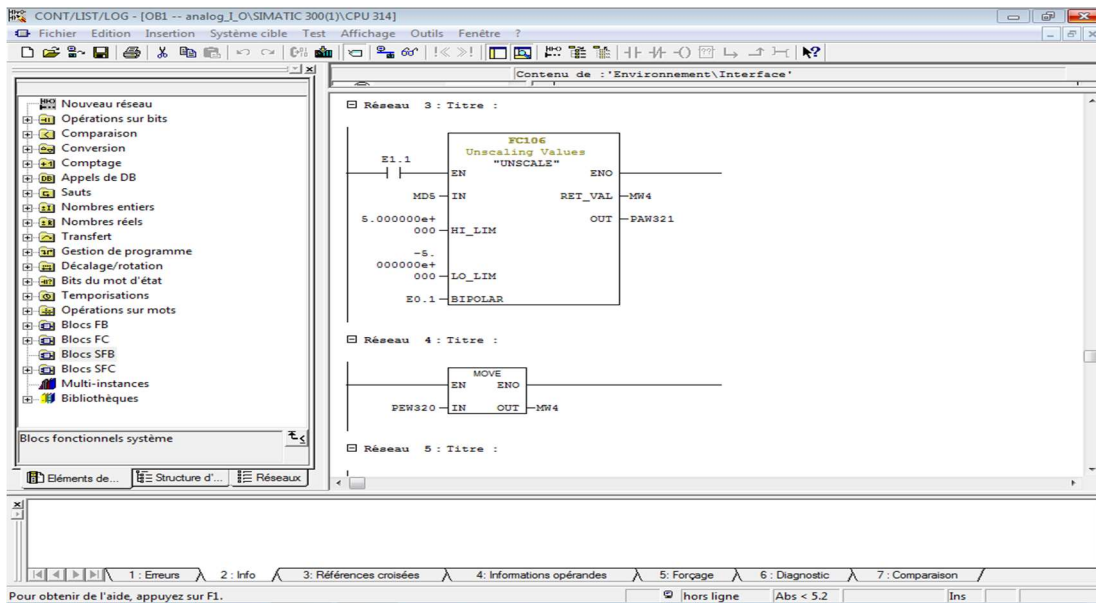 CONT/LIST/LOG - [OB1 -- analog_I_O\SIMATIC 300(1)\CPU 314]
Fichier Edition Insertion Système cible Test Affichage Outils Fenêtre ?
Contenu de :'Environnement\Interface'
Nouveau réseau
Opérations sur bits
Comparaison
Conversion
Comptage
Appels de DB
Sauts
Nombres entiers
Nombres réels
Transfert
Gestion de programme
Décalage/rotation
Bits du mot d'état
Temporisations
Opérations sur mots
Blocs FB
Blocs FC
Blocs SFB
Blocs SFC
Multi-instances
Bibliothèques
Blocs fonctionnels système
Eléments de... Structure d'... Réseaux
Réseau 3 : Titre :
FC106
Unscaling Values
"UNSCALE"
E1.1
EN ENO
MD5 IN RET_VAL MW4
5.000000e+ OUT PAW321
000 HI_LIM
-5.
000000e+
000 LO_LIM
E0.1 BIPOLAR
Réseau 4 : Titre :
MOVE
EN ENO
PEW320 IN OUT MW4
Réseau 5 : Titre :
1 : Erreurs 2 : Info 3: Références croisées 4: Informations opérandes 5: Forçage 6 : Diagnostic 7 : Comparaison
Pour obtenir de l'aide, appuyez sur F1. hors ligne Abs < 5.2 Ins